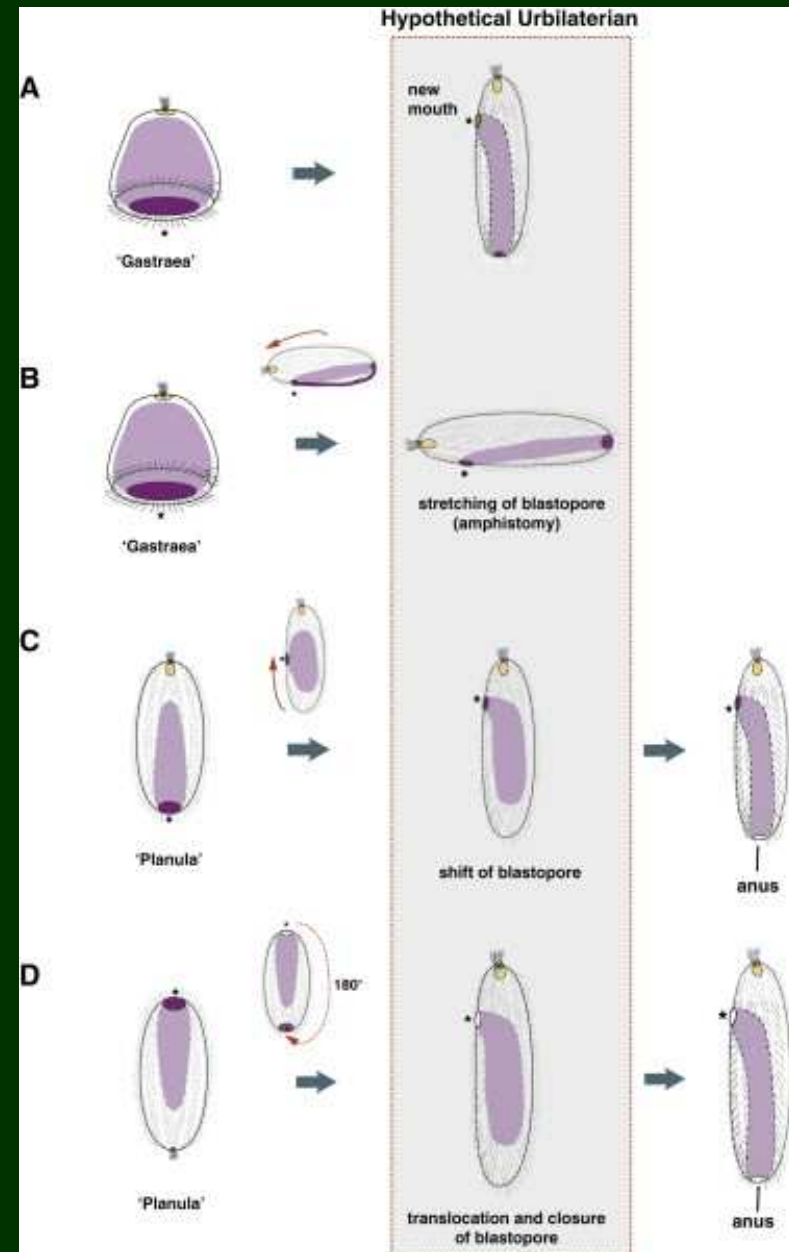 Hypothetical Urbilaterian
A
new
mouth
*
*
'Gastraea'
B
*
*
*
'Gastraea'
stretching of blastopore
(amphistomy)
C
*
*
*
*
'Planula'
shift of blastopore
anus
D
*
*
180°
*
*
'Planula'
translocation and closure
of blastopore
anus